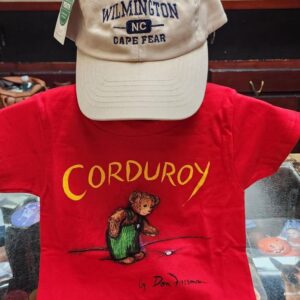 WILMINGTON
NC
CAPE FEAR
CORDUROY
by Don Freeman